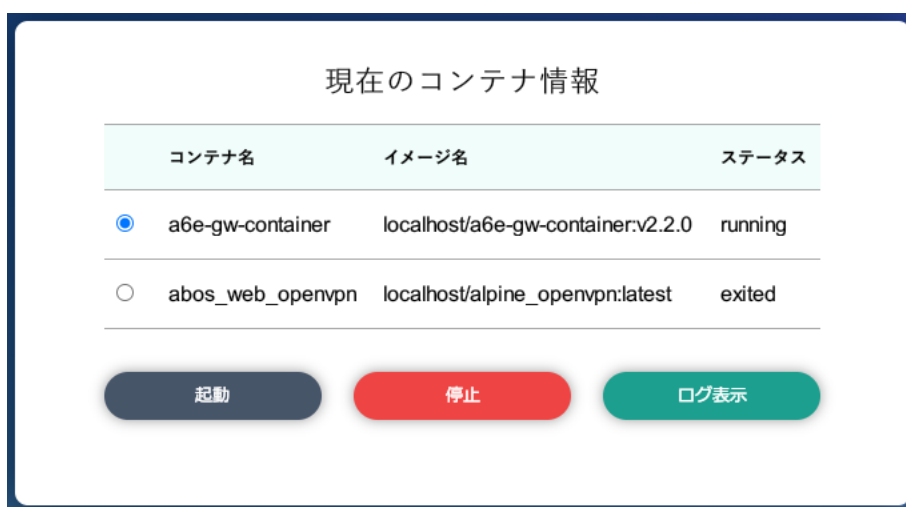 現在のコンテナ情報
コンテナ名 イメージ名 ステータス
a6e-gw-container localhost/a6e-gw-container:v2.2.0 running
abos_web_openvpn localhost/alpine_openvpn:latest exited
起動 停止 ログ表示